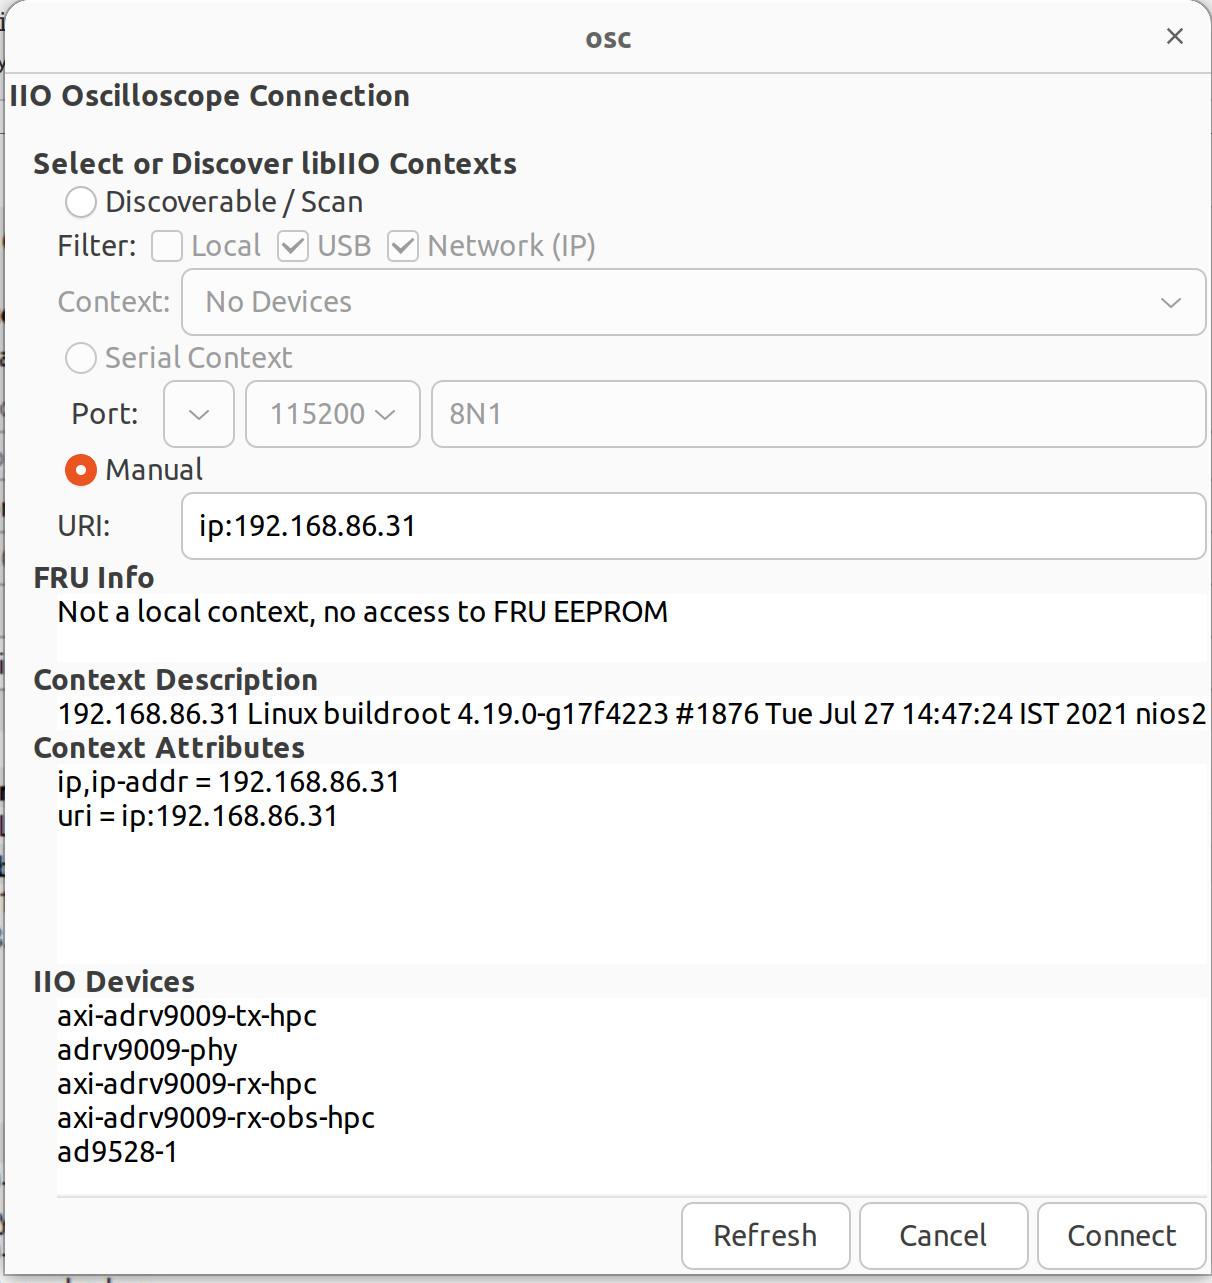 osc
IIO Oscilloscope Connection
Select or Discover libIIO Contexts
Discoverable / Scan
Filter: Local USB Network (IP)
Context: No Devices
Serial Context
Port: 115200 8N1
Manual
URI: ip:192.168.86.31
FRU Info
Not a local context, no access to FRU EEPROM
Context Description
192.168.86.31 Linux buildroot 4.19.0-g17f4223 #1876 Tue Jul 27 14:47:24 IST 2021 nios2
Context Attributes
ip,ip-addr = 192.168.86.31
uri = ip:192.168.86.31
IIO Devices
axi-adrv9009-tx-hpc
adrv9009-phy
axi-adrv9009-rx-hpc
axi-adrv9009-rx-obs-hpc
ad9528-1
Refresh Cancel Connect